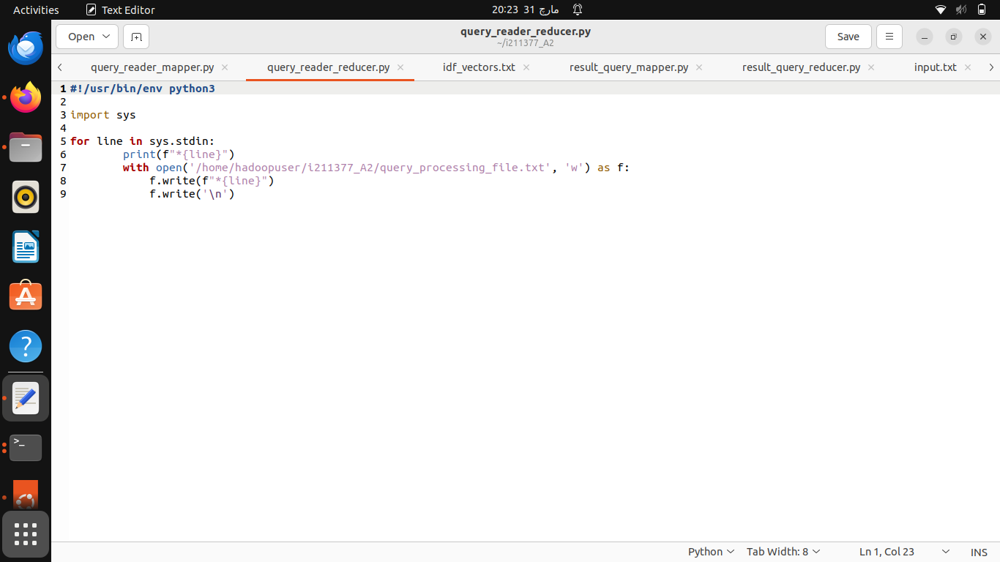 Activities Text Editor 20:23 31 مارچ
Open query_reader_reducer.py Save
~/i211377_A2
query_reader_mapper.py query_reader_reducer.py idf_vectors.txt result_query_mapper.py result_query_reducer.py input.txt
1 #!/usr/bin/env python3
2
3 import sys
4
5 for line in sys.stdin:
6         print(f"*{line}")
7         with open('/home/hadoopuser/i211377_A2/query_processing_file.txt', 'w') as f:
8             f.write(f"*{line}")
9             f.write('\n')
Python Tab Width: 8 Ln 1, Col 23 INS